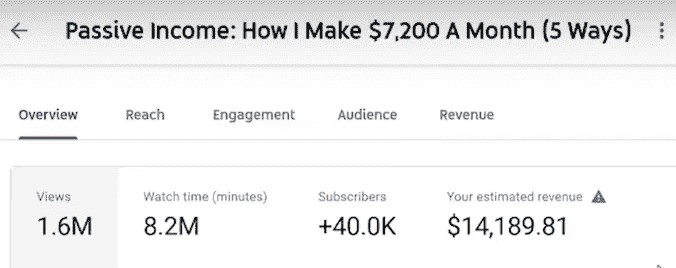 Passive Income: How I Make $7,200 A Month (5 Ways)
Overview Reach Engagement Audience Revenue
Views Watch time (minutes) Subscribers Your estimated revenue
1.6M 8.2M +40.0K $14,189.81